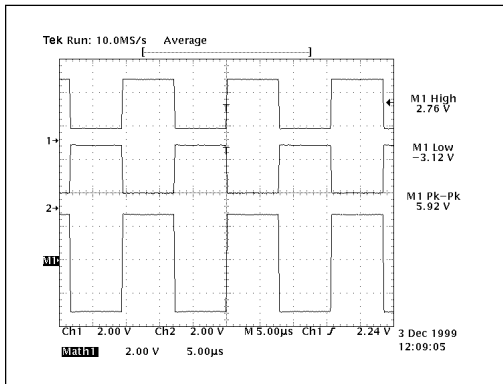 Tek Run: 10.0MS/s Average
M1 High
2.76 V
1
M1 Low
-3.12 V
M1 Pk-Pk
5.92 V
2
M1
Ch1 2.00 V Ch2 2.00 V M 5.00µs Ch1 2.24 V
Math1 2.00 V 5.00µs
3 Dec 1999
12:09:05